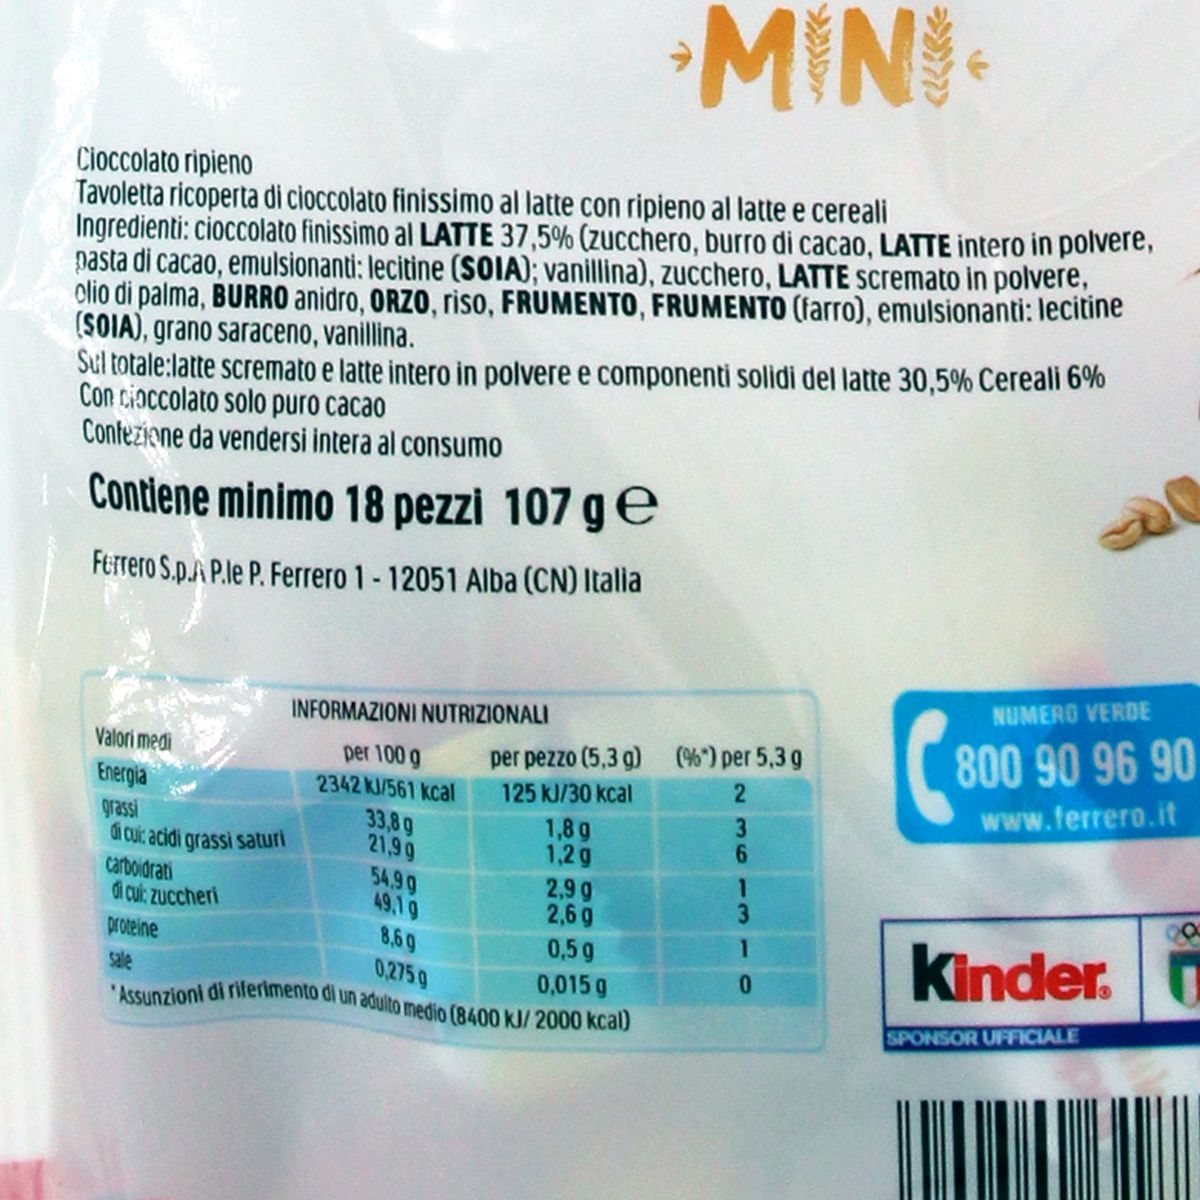 MINI
Cioccolato ripieno
Tavoletta ricoperta di cioccolato finissimo al latte con ripieno al latte e cereali
Ingredienti: cioccolato finissimo al LATTE 37,5% (zucchero, burro di cacao, LATTE intero in polvere,
pasta di cacao, emulsionanti: lecitine (SOIA); vanillina), zucchero, LATTE scremato in polvere,
olio di palma, BURRO anidro, ORZO, riso, FRUMENTO, FRUMENTO (farro), emulsionanti: lecitine
(SOIA), grano saraceno, vanillina.
Sul totale:latte scremato e latte intero in polvere e componenti solidi del latte 30,5% Cereali 6%
Con cioccolato solo puro cacao
Confezione da vendersi intera al consumo
Contiene minimo 18 pezzi 107 g e
Ferrero S.p.A P.le P. Ferrero 1 - 12051 Alba (CN) Italia
INFORMAZIONI NUTRIZIONALI
Valori medi per 100 g per pezzo (5,3 g) (%*) per 5,3 g
Energia 2342 kJ/561 kcal 125 kJ/30 kcal 2
grassi 33,8 g 1,8 g 3
di cui: acidi grassi saturi 21,9 g 1,2 g 6
carboidrati 54,9 g 2,9 g 1
di cui: zuccheri 49,1 g 2,6 g 3
proteine 8,6 g 0,5 g 1
sale 0,275 g 0,015 g 0
*Assunzioni di riferimento di un adulto medio (8400 kJ/ 2000 kcal)
NUMERO VERDE
800 90 96 90
www.ferrero.it
kinder®
SPONSOR UFFICIALE